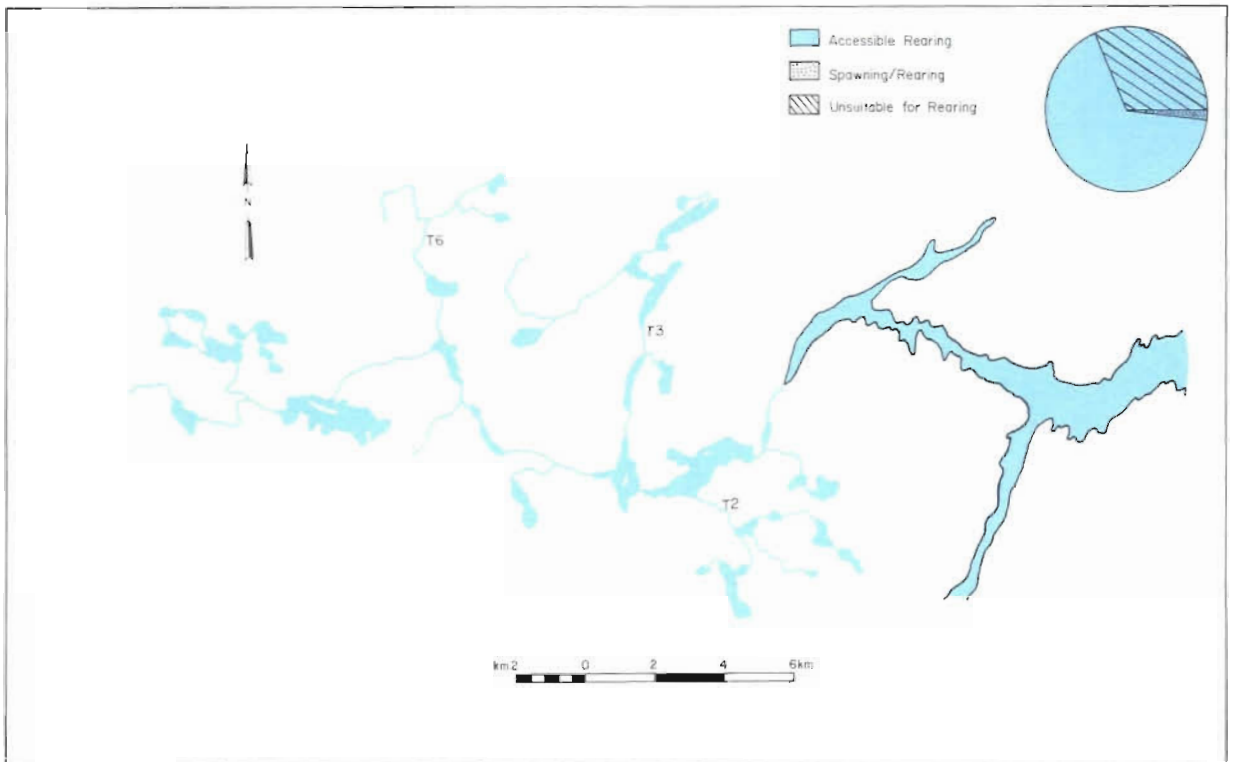 Accessible Rearing
Spawning/Rearing
Unsuitable for Rearing
N
T6
T3
T2
km 2 0 2 4 6km